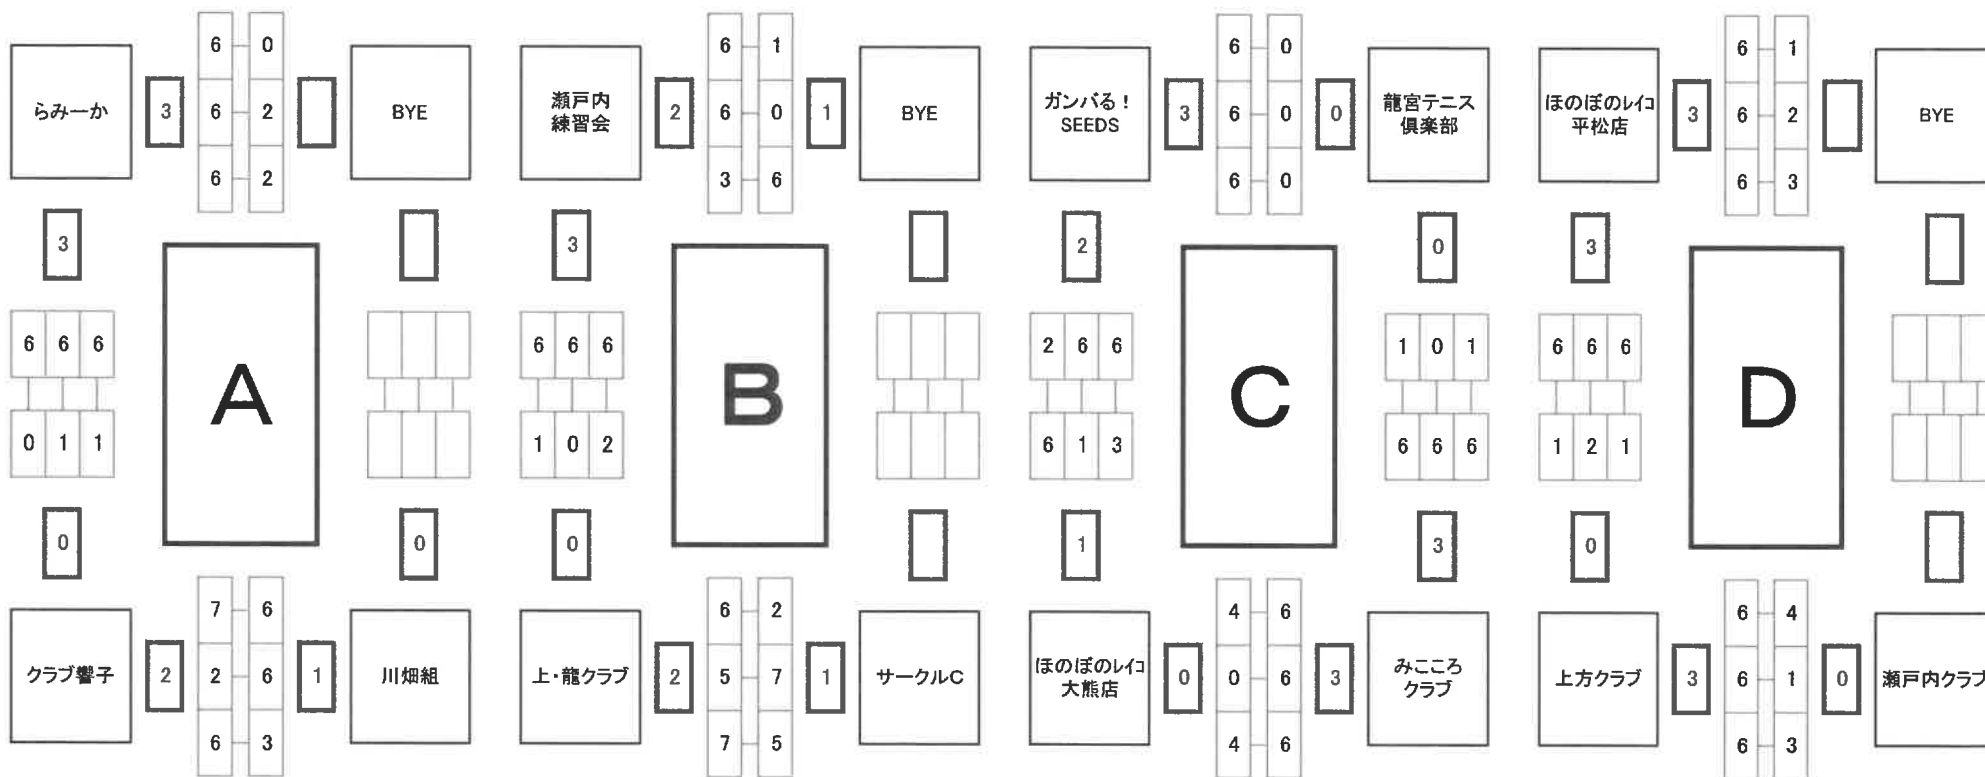 6 0
6 1
6 0
6 1
らみーか 3 6 2 BYE
瀬戸内
練習会 2 6 0 1 BYE
ガンバる！
SEEDS 3 6 0 0 龍宮テニス
倶楽部
ほのぼのレイコ
平松店 3 6 2 BYE
6 2
3 6
6 0
6 3
3
3
2
0
3
6 6 6
6 6 6
2 6 6
1 0 1
6 6 6
A
B
C
D
0 1 1
1 0 2
6 1 3
6 6 6
1 2 1
0
0
0
1
3
0
7 6
6 2
4 6
6 4
クラブ響子 2 2 6 1 川畑組
上・龍クラブ 2 5 7 1 サークルC
ほのぼのレイコ
大熊店 0 0 6 3 みこころ
クラブ
上方クラブ 3 6 1 0 瀬戸内クラブ
6 3
7 5
4 6
6 3